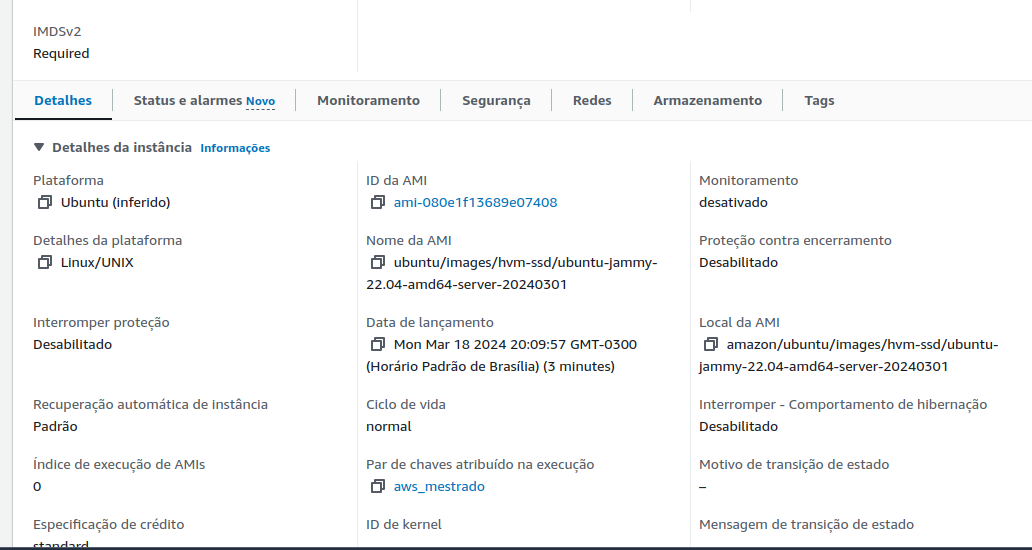 IMDSv2
Required
Detalhes
Status e alarmes Novo
Monitoramento
Segurança
Redes
Armazenamento
Tags
Detalhes da instância Informações
Plataforma
Ubuntu (inferido)
ID da AMI
ami-080e1f13689e07408
Monitoramento
desativado
Detalhes da plataforma
Linux/UNIX
Nome da AMI
ubuntu/images/hvm-ssd/ubuntu-jammy-
22.04-amd64-server-20240301
Proteção contra encerramento
Desabilitado
Interromper proteção
Desabilitado
Data de lançamento
Mon Mar 18 2024 20:09:57 GMT-0300
(Horário Padrão de Brasília) (3 minutes)
Local da AMI
amazon/ubuntu/images/hvm-ssd/ubuntu-
jammy-22.04-amd64-server-20240301
Recuperação automática de instância
Padrão
Ciclo de vida
normal
Interromper - Comportamento de hibernação
Desabilitado
Índice de execução de AMIs
0
Par de chaves atribuído na execução
aws_mestrado
Motivo de transição de estado
–
Especificação de crédito
standard
ID de kernel
Mensagem de transição de estado